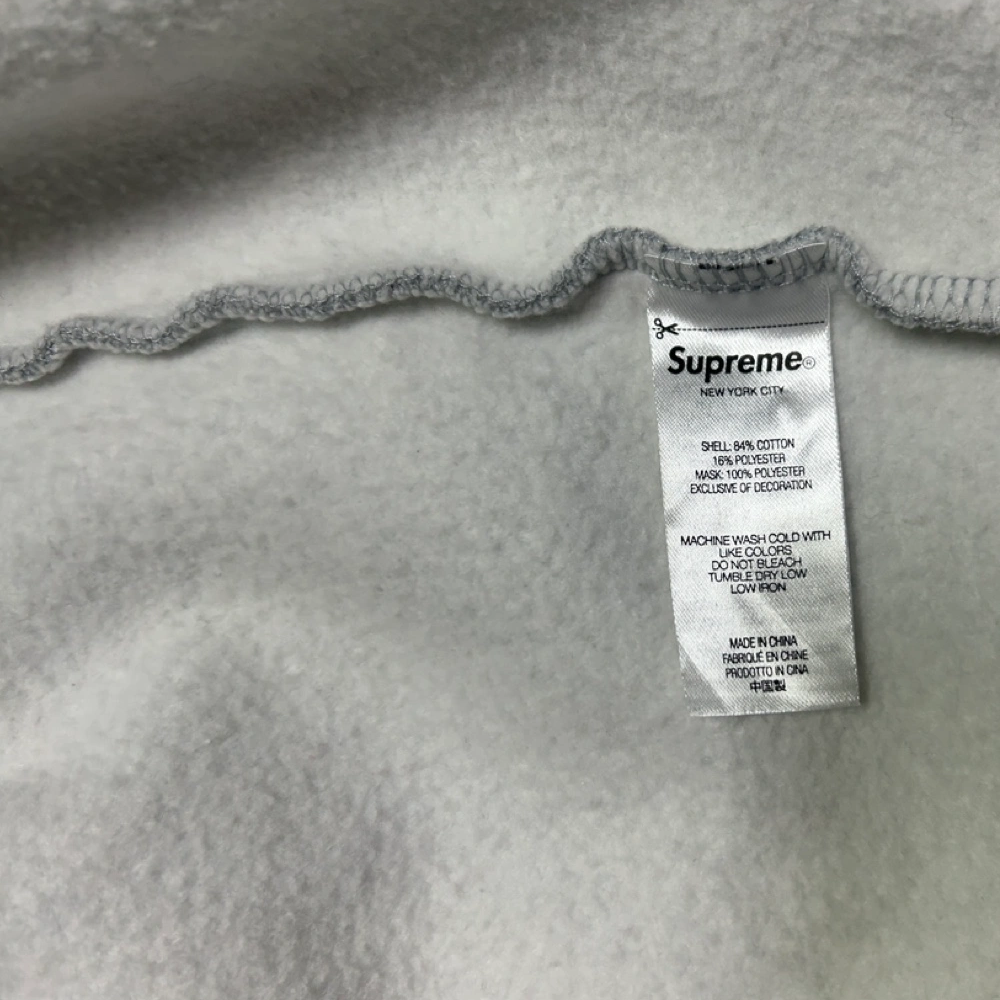 Supreme®
NEW YORK CITY
SHELL: 84% COTTON
16% POLYESTER
MASK: 100% POLYESTER
EXCLUSIVE OF DECORATION
MACHINE WASH COLD WITH
LIKE COLORS
DO NOT BLEACH
TUMBLE DRY LOW
LOW IRON
MADE IN CHINA
FABRIQUÉ EN CHINE
PRODOTTO IN CINA
中国製